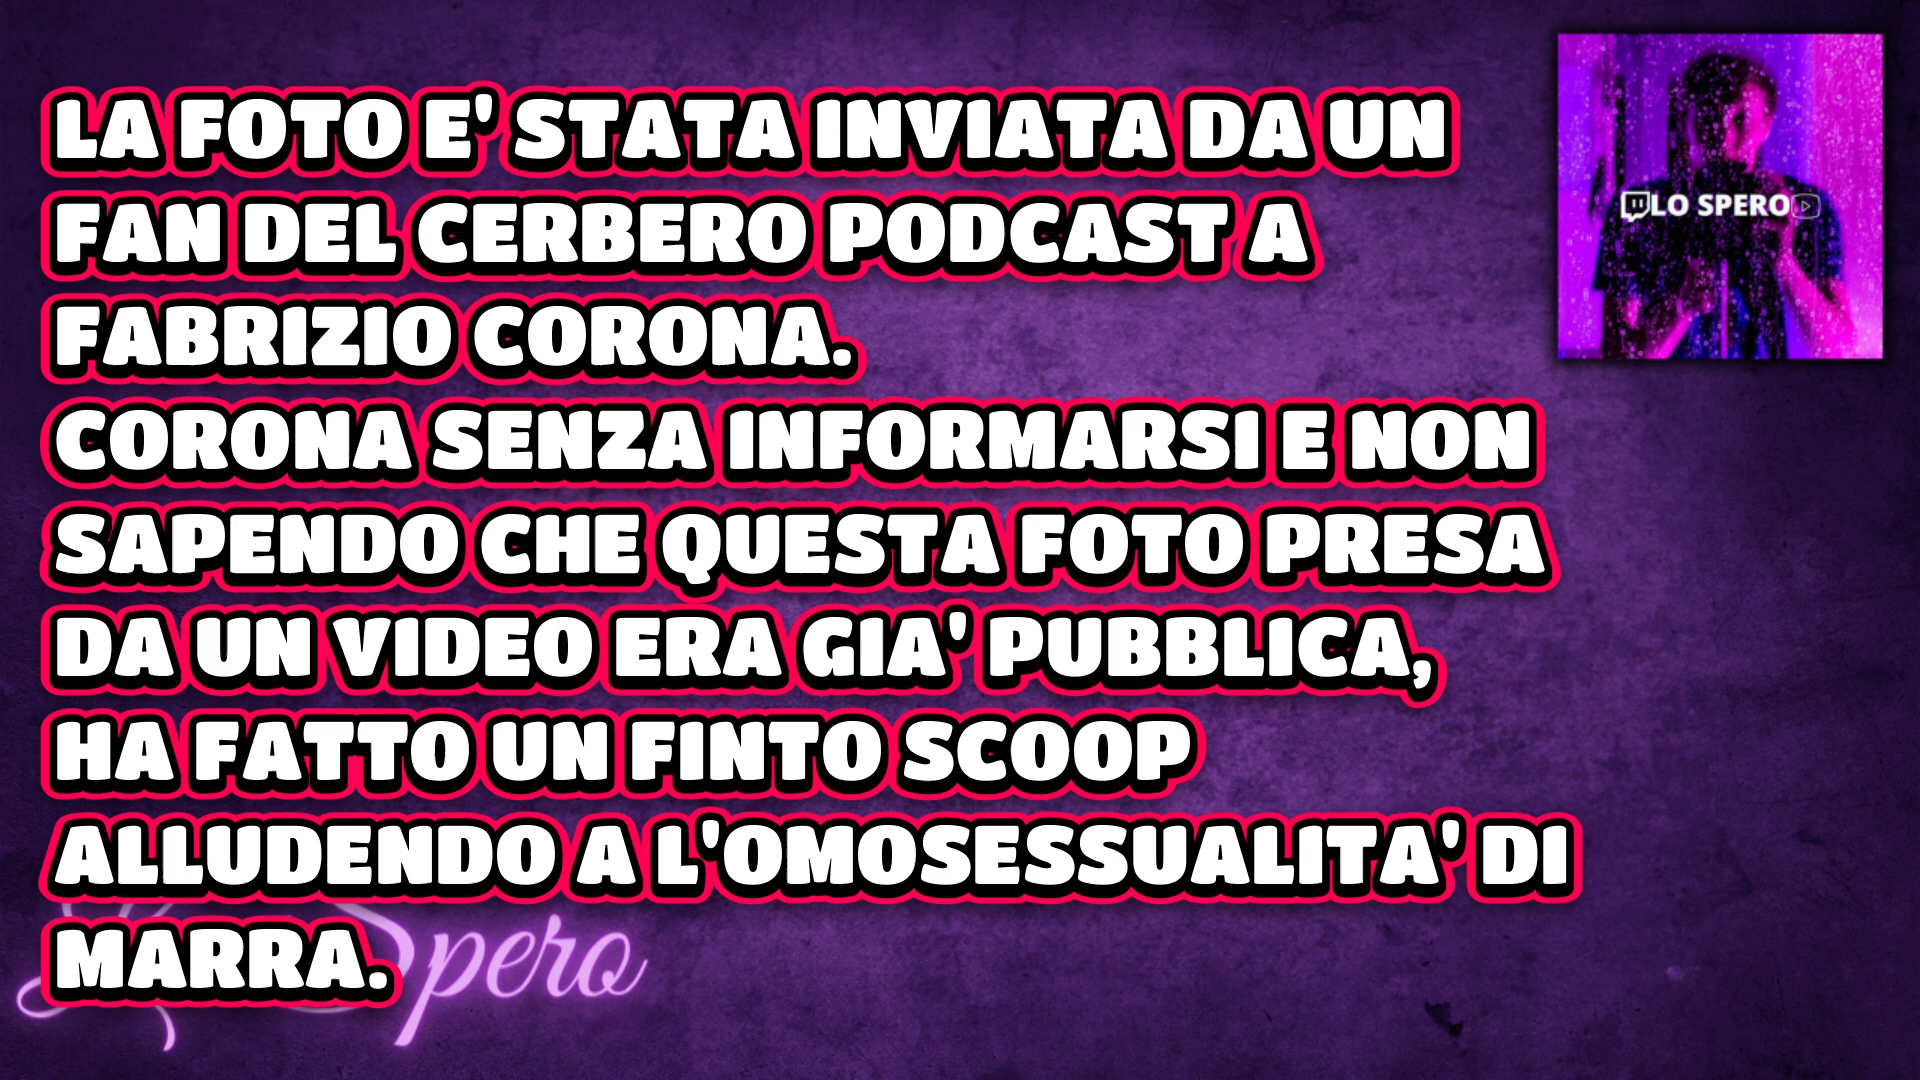 LA FOTO E' STATA INVIATA DA UN
FAN DEL CERBERO PODCAST A
FABRIZIO CORONA.
CORONA SENZA INFORMARSI E NON
SAPENDO CHE QUESTA FOTO PRESA
DA UN VIDEO ERA GIA' PUBBLICA,
HA FATTO UN FINTO SCOOP
ALLUDENDO A L'OMOSESSUALITA' DI
MARRA.
LO SPERO
Spero